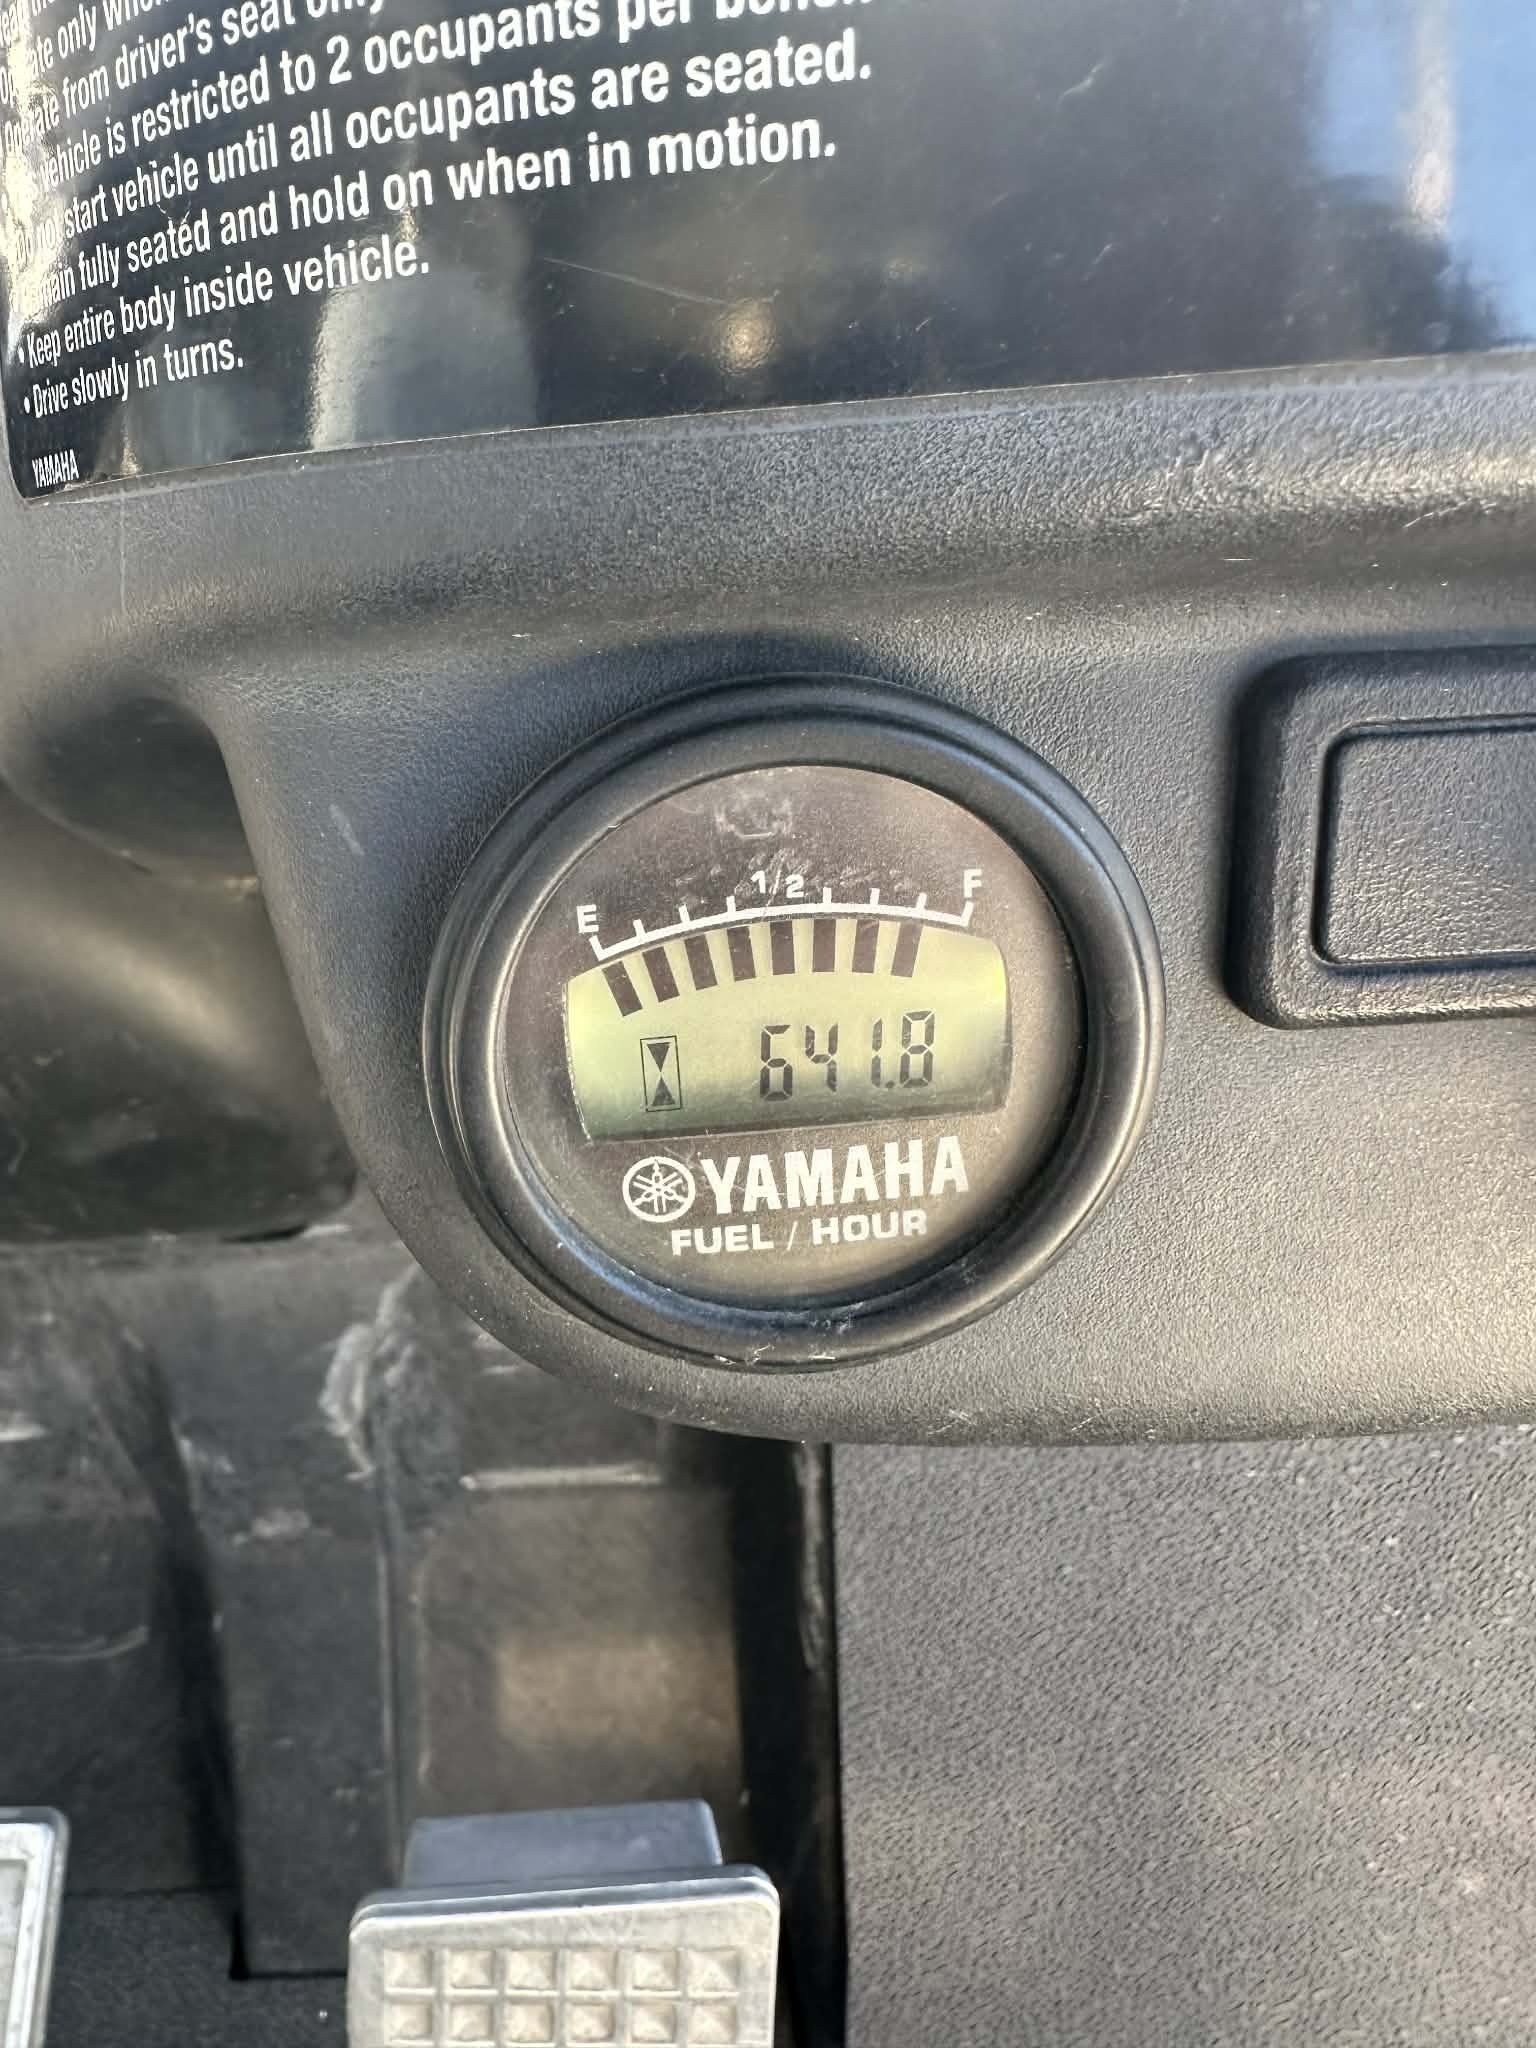 only
from driver's seat only
vehicle is restricted to 2 occupants per
start vehicle until all occupants are seated.
fully seated and hold on when in motion.
• Keep entire body inside vehicle.
• Drive slowly in turns.
YAMAHA
E 1/2 F
641.8
YAMAHA
FUEL / HOUR